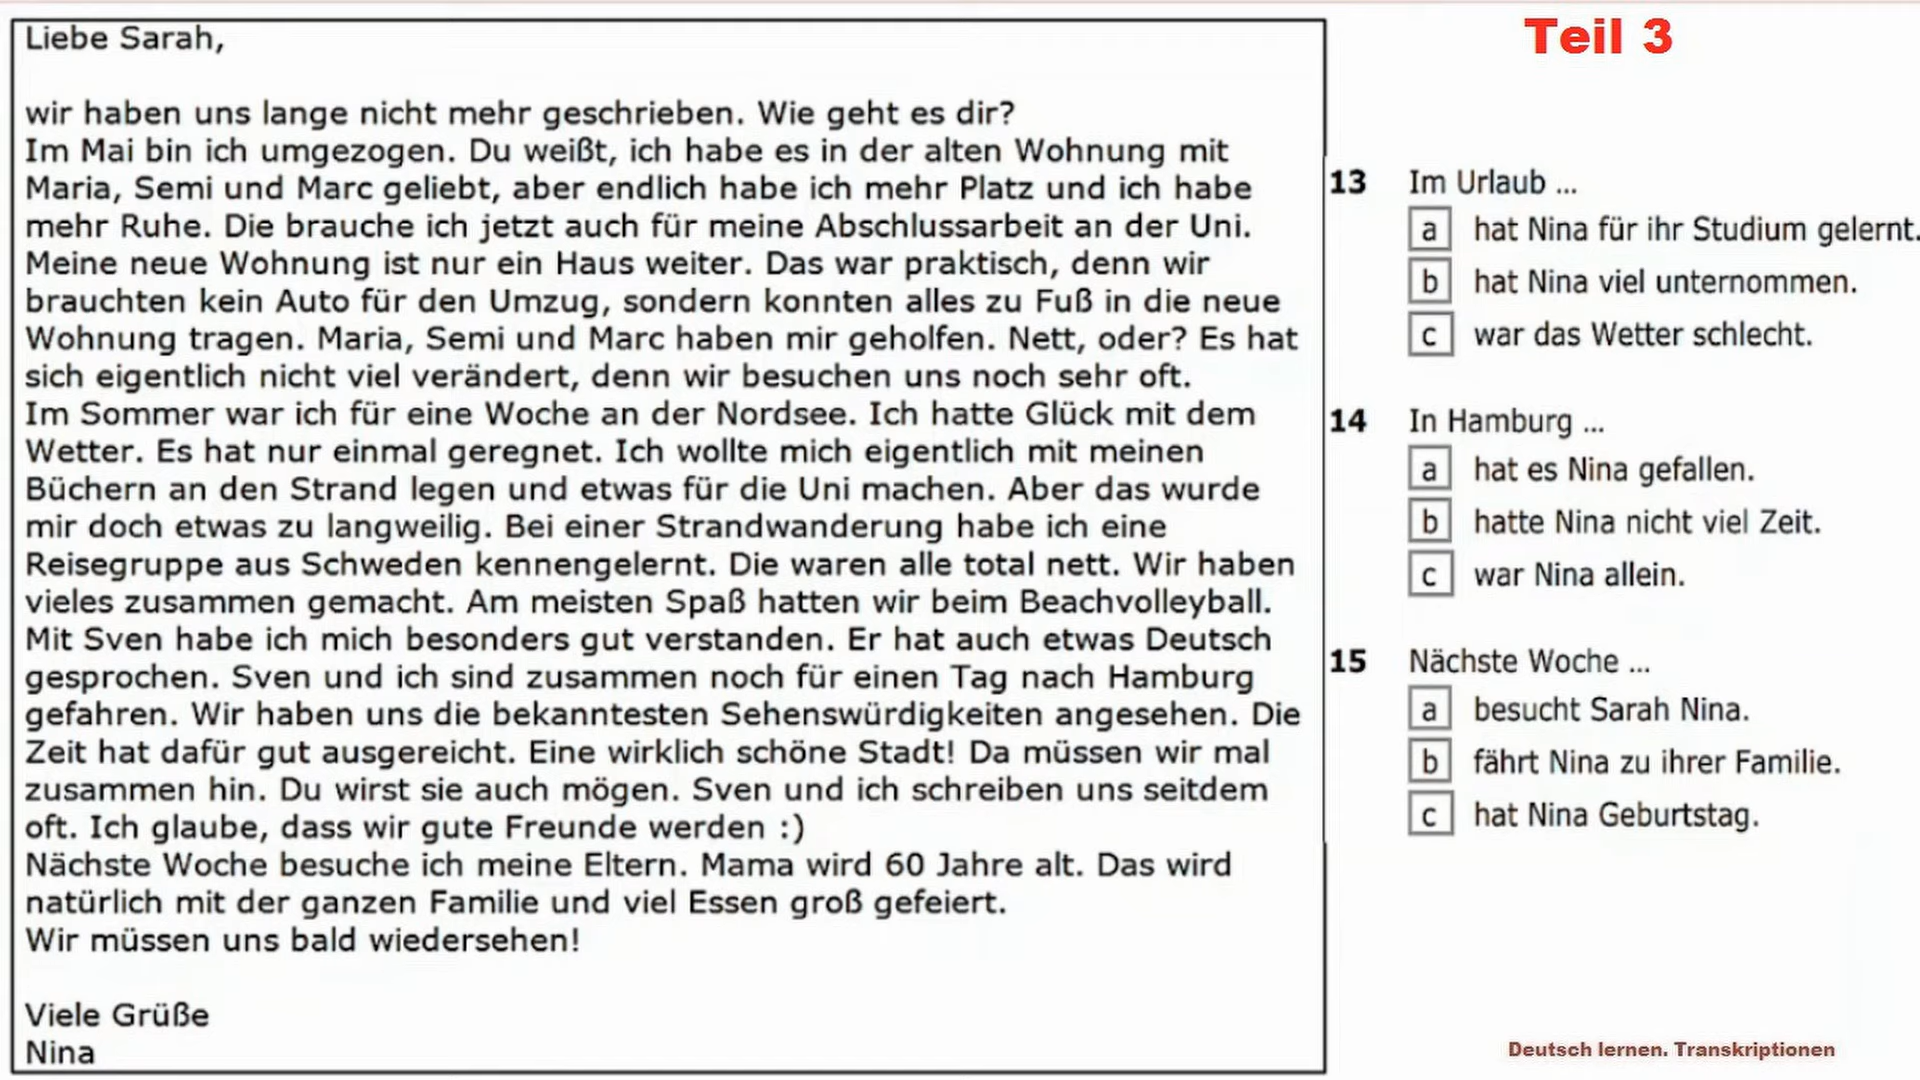 Liebe Sarah,
wir haben uns lange nicht mehr geschrieben. Wie geht es dir?
Im Mai bin ich umgezogen. Du weißt, ich habe es in der alten Wohnung mit
Maria, Semi und Marc geliebt, aber endlich habe ich mehr Platz und ich habe
mehr Ruhe. Die brauche ich jetzt auch für meine Abschlussarbeit an der Uni.
Meine neue Wohnung ist nur ein Haus weiter. Das war praktisch, denn wir
brauchten kein Auto für den Umzug, sondern konnten alles zu Fuß in die neue
Wohnung tragen. Maria, Semi und Marc haben mir geholfen. Nett, oder? Es hat
sich eigentlich nicht viel verändert, denn wir besuchen uns noch sehr oft.
Im Sommer war ich für eine Woche an der Nordsee. Ich hatte Glück mit dem
Wetter. Es hat nur einmal geregnet. Ich wollte mich eigentlich mit meinen
Büchern an den Strand legen und etwas für die Uni machen. Aber das wurde
mir doch etwas zu langweilig. Bei einer Strandwanderung habe ich eine
Reisegruppe aus Schweden kennengelernt. Die waren alle total nett. Wir haben
vieles zusammen gemacht. Am meisten Spaß hatten wir beim Beachvolleyball.
Mit Sven habe ich mich besonders gut verstanden. Er hat auch etwas Deutsch
gesprochen. Sven und ich sind zusammen noch für einen Tag nach Hamburg
gefahren. Wir haben uns die bekanntesten Sehenswürdigkeiten angesehen. Die
Zeit hat dafür gut ausgereicht. Eine wirklich schöne Stadt! Da müssen wir mal
zusammen hin. Du wirst sie auch mögen. Sven und ich schreiben uns seitdem
oft. Ich glaube, dass wir gute Freunde werden :)
Nächste Woche besuche ich meine Eltern. Mama wird 60 Jahre alt. Das wird
natürlich mit der ganzen Familie und viel Essen groß gefeiert.
Wir müssen uns bald wiedersehen!
Viele Grüße
Nina
Teil 3
13 Im Urlaub ...
a hat Nina für ihr Studium gelernt.
b hat Nina viel unternommen.
c war das Wetter schlecht.
14 In Hamburg ...
a hat es Nina gefallen.
b hatte Nina nicht viel Zeit.
c war Nina allein.
15 Nächste Woche ...
a besucht Sarah Nina.
b fährt Nina zu ihrer Familie.
c hat Nina Geburtstag.
Deutsch lernen. Transkriptionen